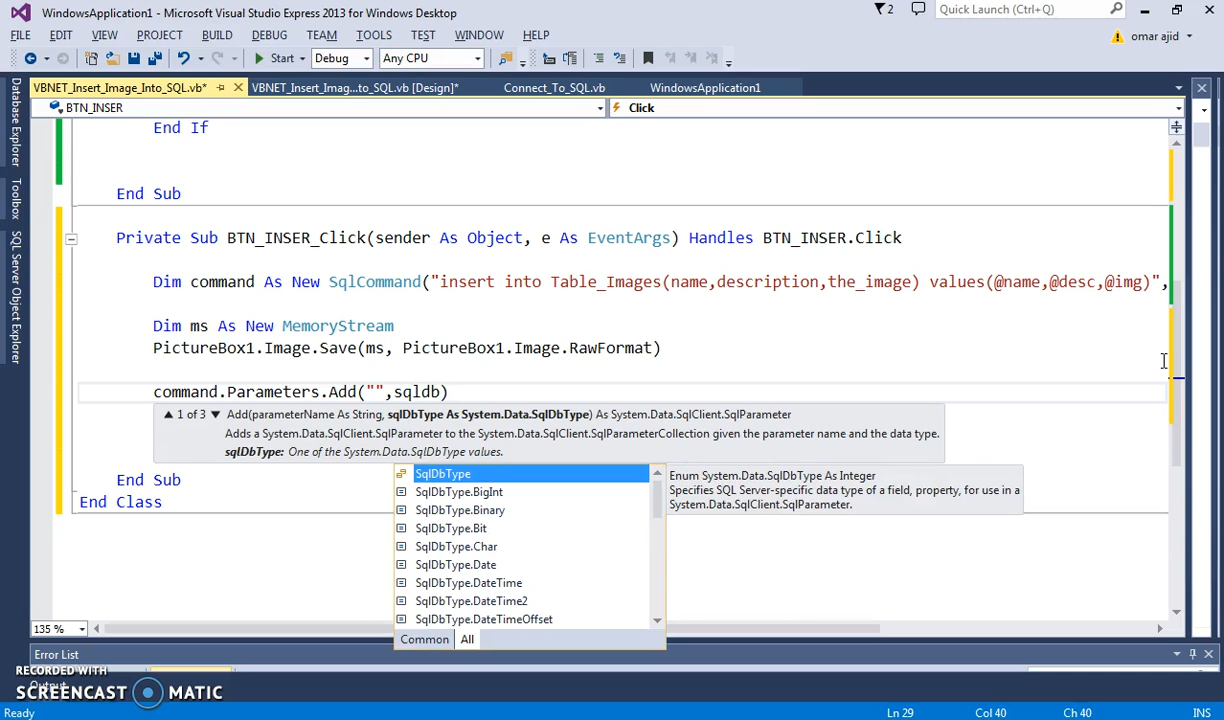 WindowsApplication1 - Microsoft Visual Studio Express 2013 for Windows Desktop
2
Quick Launch (Ctrl+Q)
FILE EDIT VIEW PROJECT BUILD DEBUG TEAM TOOLS TEST WINDOW HELP
omar ajid
Start Debug Any CPU
VBNET_Insert_Image_Into_SQL.vb* VBNET_Insert_Imag...to_SQL.vb [Design]* Connect_To_SQL.vb WindowsApplication1
BTN_INSER Click
Database Explorer
Toolbox
SQL Server Object Explorer
End If
End Sub
Private Sub BTN_INSER_Click(sender As Object, e As EventArgs) Handles BTN_INSER.Click
Dim command As New SqlCommand("insert into Table_Images(name,description,the_image) values(@name,@desc,@img)",
Dim ms As New MemoryStream
PictureBox1.Image.Save(ms, PictureBox1.Image.RawFormat)
command.Parameters.Add("",sqldb)
1 of 3 Add(parameterName As String, sqlDbType As System.Data.SqlDbType) As System.Data.SqlClient.SqlParameter
Adds a System.Data.SqlClient.SqlParameter to the System.Data.SqlClient.SqlParameterCollection given the parameter name and the data type.
sqlDbType: One of the System.Data.SqlDbType values.
End Sub
End Class
SqlDbType
SqlDbType.BigInt
SqlDbType.Binary
SqlDbType.Bit
SqlDbType.Char
SqlDbType.Date
SqlDbType.DateTime
SqlDbType.DateTime2
SqlDbType.DateTimeOffset
Common All
Enum System.Data.SqlDbType As Integer
Specifies SQL Server-specific data type of a field, property, for use in a
System.Data.SqlClient.SqlParameter.
135 %
Error List
Output
RECORDED WITH
SCREENCAST MATIC
Ready Ln 29 Col 40 Ch 40 INS